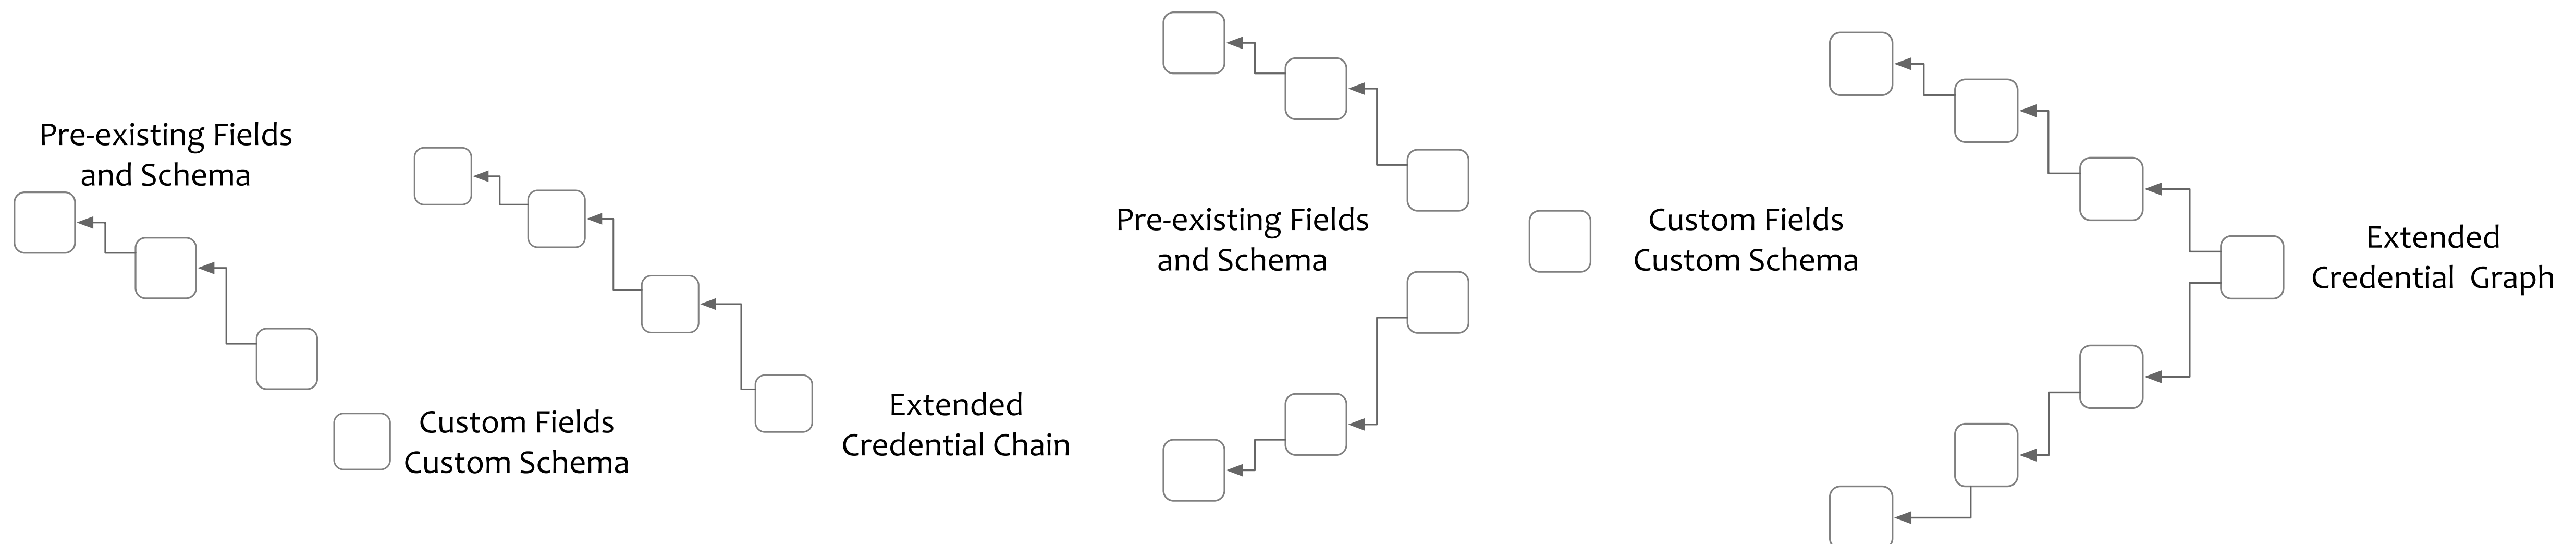 Pre-existing Fields
and Schema
Custom Fields
Custom Schema
Extended
Credential Chain
Pre-existing Fields
and Schema
Custom Fields
Custom Schema
Extended
Credential  Graph